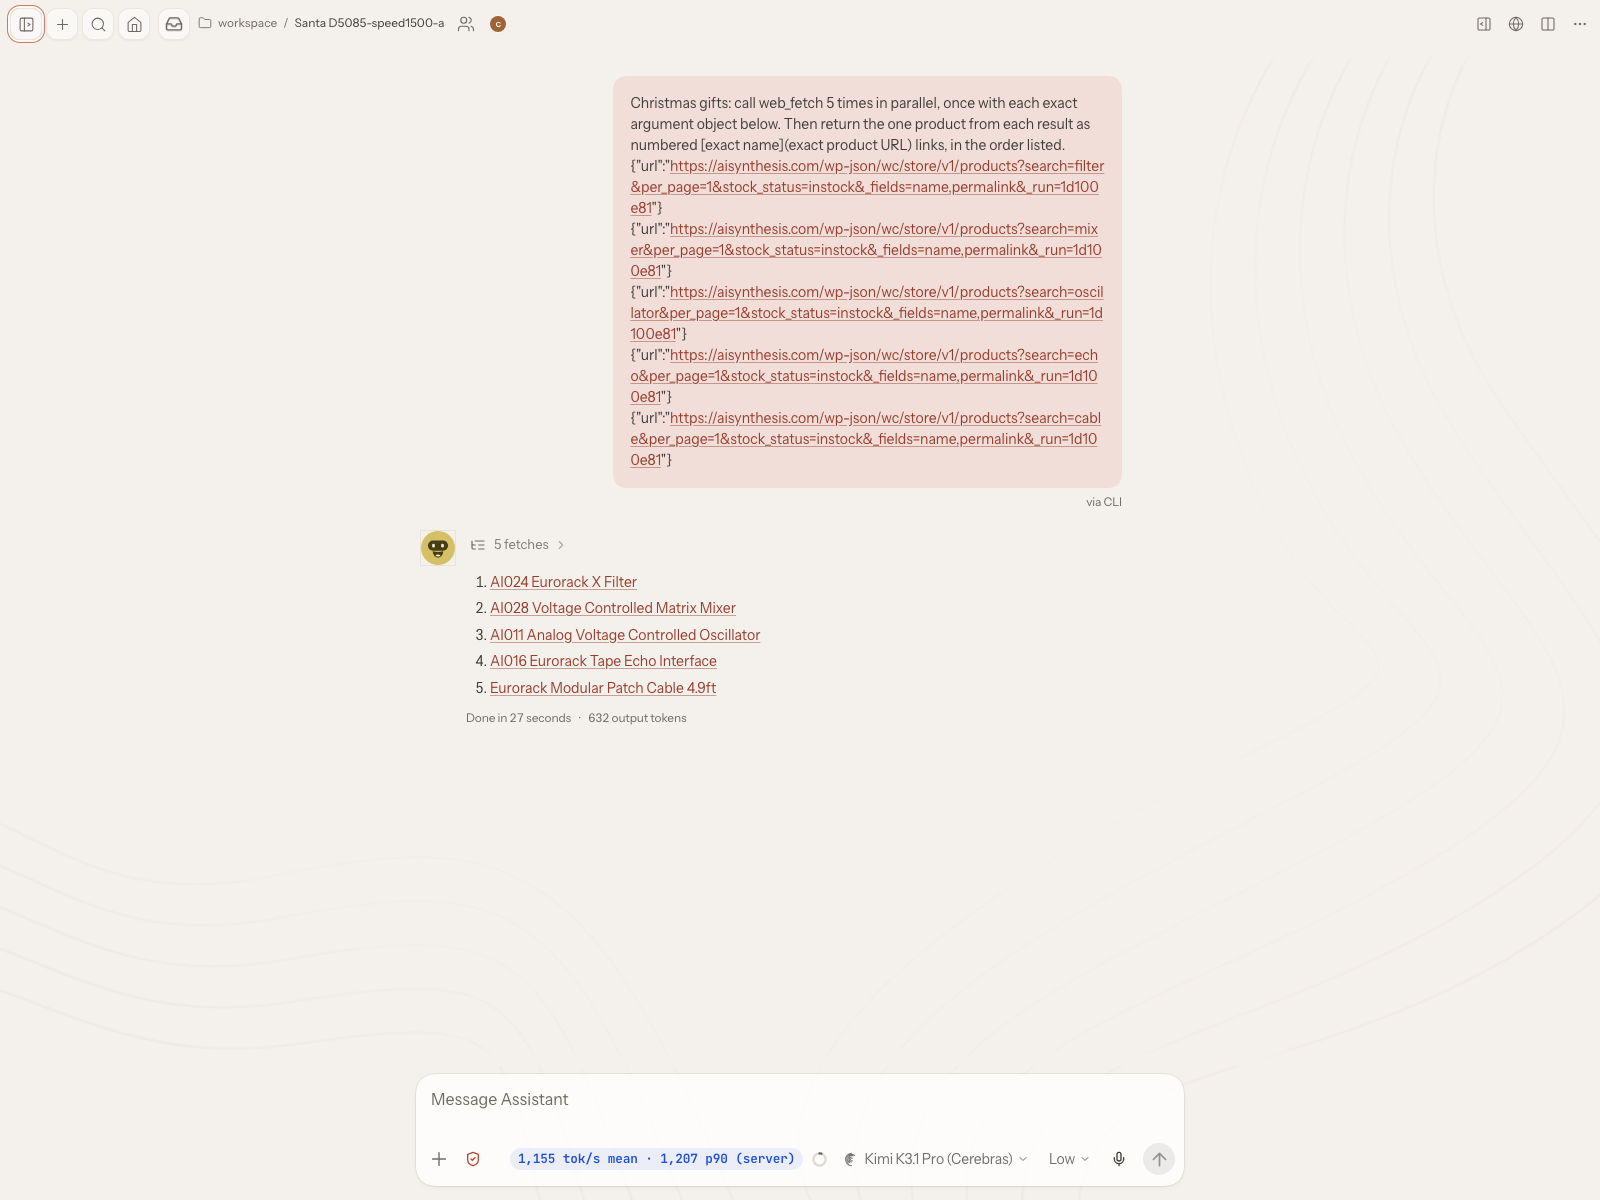 workspace / Santa D5085-speed1500-a
c
Christmas gifts: call web_fetch 5 times in parallel, once with each exact
argument object below. Then return the one product from each result as
numbered [exact name](exact product URL) links, in the order listed.
{"url":"https://aisynthesis.com/wp-json/wc/store/v1/products?search=filter
&per_page=1&stock_status=instock&_fields=name,permalink&_run=1d100
e81"}
{"url":"https://aisynthesis.com/wp-json/wc/store/v1/products?search=mix
er&per_page=1&stock_status=instock&_fields=name,permalink&_run=1d10
0e81"}
{"url":"https://aisynthesis.com/wp-json/wc/store/v1/products?search=oscil
lator&per_page=1&stock_status=instock&_fields=name,permalink&_run=1d
100e81"}
{"url":"https://aisynthesis.com/wp-json/wc/store/v1/products?search=ech
o&per_page=1&stock_status=instock&_fields=name,permalink&_run=1d10
0e81"}
{"url":"https://aisynthesis.com/wp-json/wc/store/v1/products?search=cabl
e&per_page=1&stock_status=instock&_fields=name,permalink&_run=1d10
0e81"}
via CLI
5 fetches
1. AI024 Eurorack X Filter
2. AI028 Voltage Controlled Matrix Mixer
3. AI011 Analog Voltage Controlled Oscillator
4. AI016 Eurorack Tape Echo Interface
5. Eurorack Modular Patch Cable 4.9ft
Done in 27 seconds · 632 output tokens
Message Assistant
1,155 tok/s mean · 1,207 p90 (server)
Kimi K3.1 Pro (Cerebras)
Low